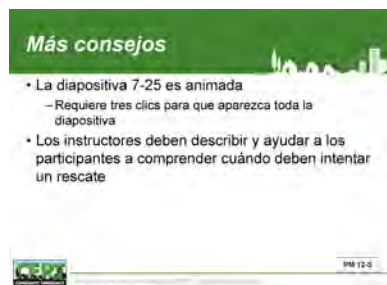 Más consejos
• La diapositiva 7-25 es animada
–Requiere tres clics para que aparezca toda la
diapositiva
• Los instructores deben describir y ayudar a los
participantes a comprender cuándo deben intentar
un rescate
PM 12-5
CERT